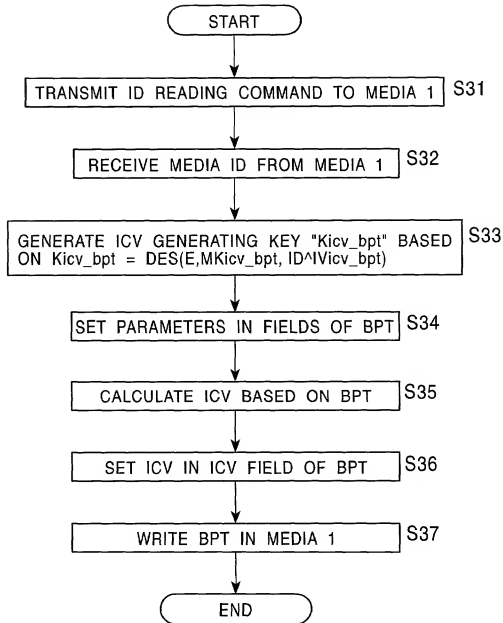 START
TRANSMIT ID READING COMMAND TO MEDIA 1 S31
RECEIVE MEDIA ID FROM MEDIA 1 S32
GENERATE ICV GENERATING KEY "Kicv_bpt" BASED S33
ON Kicv_bpt = DES(E,MKicv_bpt, ID^IVicv_bpt)
SET PARAMETERS IN FIELDS OF BPT S34
CALCULATE ICV BASED ON BPT S35
SET ICV IN ICV FIELD OF BPT S36
WRITE BPT IN MEDIA 1 S37
END